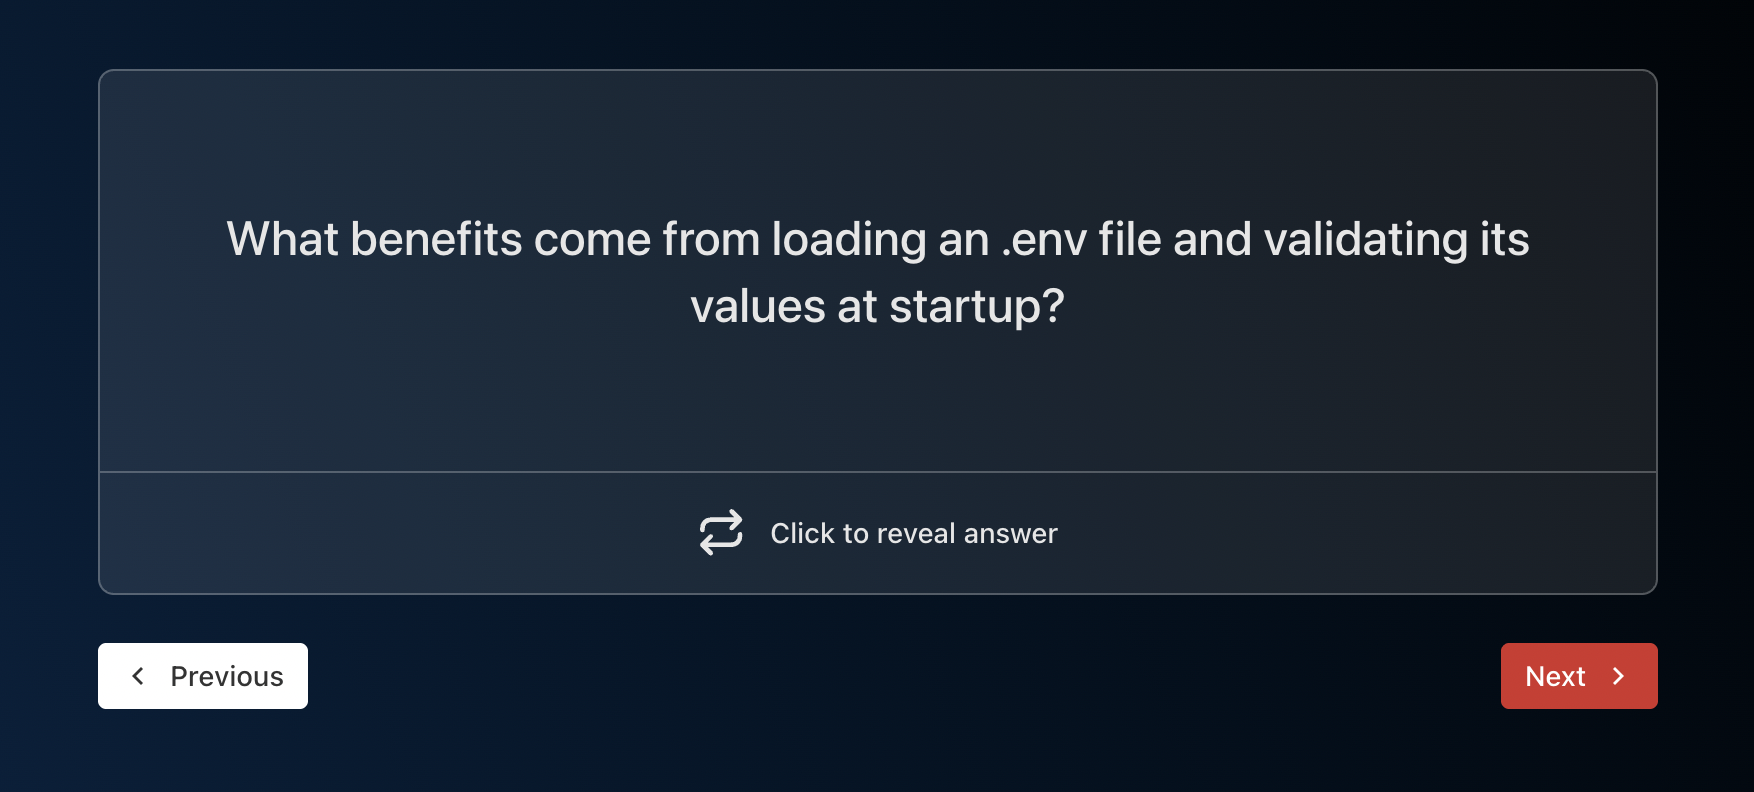 What benefits come from loading an .env file and validating its
values at startup?
Click to reveal answer
Previous
Next